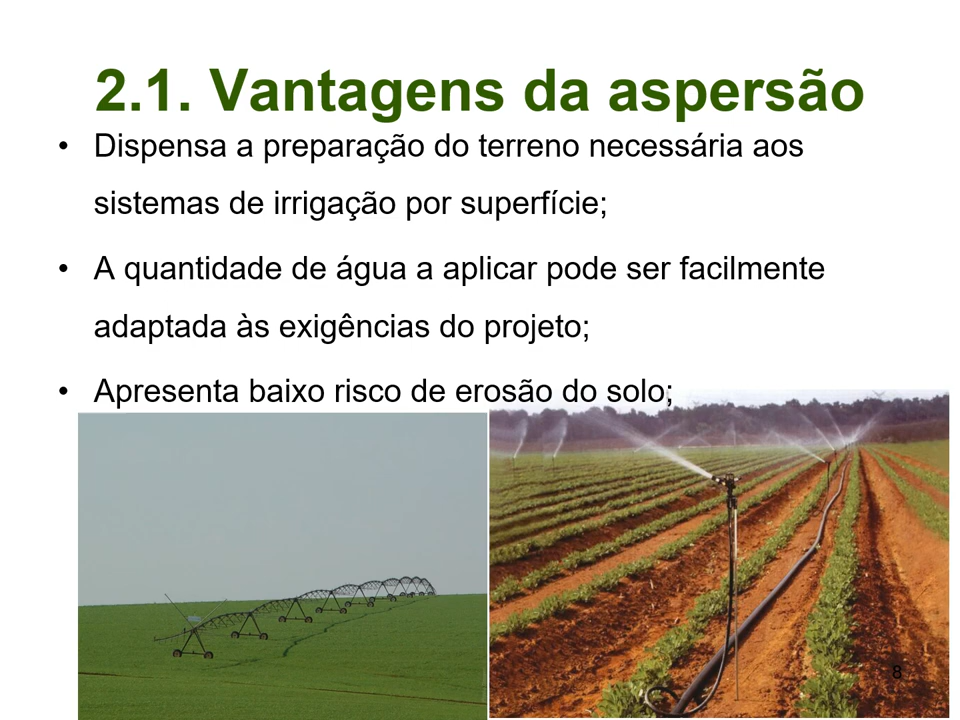 2.1. Vantagens da aspersão
• Dispensa a preparação do terreno necessária aos
sistemas de irrigação por superfície;
• A quantidade de água a aplicar pode ser facilmente
adaptada às exigências do projeto;
• Apresenta baixo risco de erosão do solo;
8